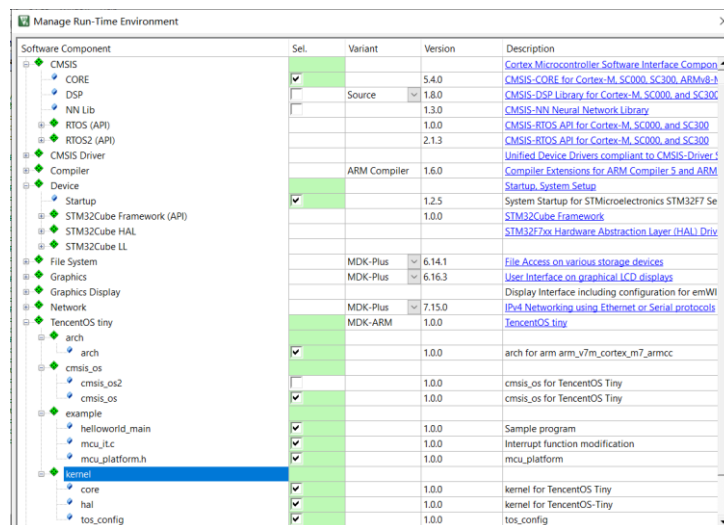 Manage Run-Time Environment
Software Component Sel. Variant Version Description
CMSIS Cortex Microcontroller Software Interface Compon
CORE 5.4.0 CMSIS-CORE for Cortex-M, SC000, SC300, ARMv8-M
DSP Source 1.8.0 CMSIS-DSP Library for Cortex-M, SC000, and SC300
NN Lib 1.3.0 CMSIS-NN Neural Network Library
RTOS (API) 1.0.0 CMSIS-RTOS API for Cortex-M, SC000, and SC300
RTOS2 (API) 2.1.3 CMSIS-RTOS API for Cortex-M, SC000, and SC300
CMSIS Driver Unified Device Drivers compliant to CMSIS-Driver S
Compiler ARM Compiler 1.6.0 Compiler Extensions for ARM Compiler 5 and ARM
Device Startup, System Setup
Startup 1.2.5 System Startup for STMicroelectronics STM32F7 Se
STM32Cube Framework (API) 1.0.0 STM32Cube Framework
STM32Cube HAL STM32F7xx Hardware Abstraction Layer (HAL) Driv
STM32Cube LL
File System MDK-Plus 6.14.1 File Access on various storage devices
Graphics MDK-Plus 6.16.3 User Interface on graphical LCD displays
Graphics Display Display Interface including configuration for emWI
Network MDK-Plus 7.15.0 IPv4 Networking using Ethernet or Serial protocols
TencentOS tiny MDK-ARM 1.0.0 TencentOS tiny
arch
arch 1.0.0 arch for arm arm_v7m_cortex_m7_armcc
cmsis_os
cmsis_os2 1.0.0 cmsis_os for TencentOS Tiny
cmsis_os 1.0.0 cmsis_os for TencentOS Tiny
example
helloworld_main 1.0.0 Sample program
mcu_it.c 1.0.0 Interrupt function modification
mcu_platform.h 1.0.0 mcu_platform
kernel
core 1.0.0 kernel for TencentOS Tiny
hal 1.0.0 kernel for TencentOS-Tiny
tos_config 1.0.0 tos_config